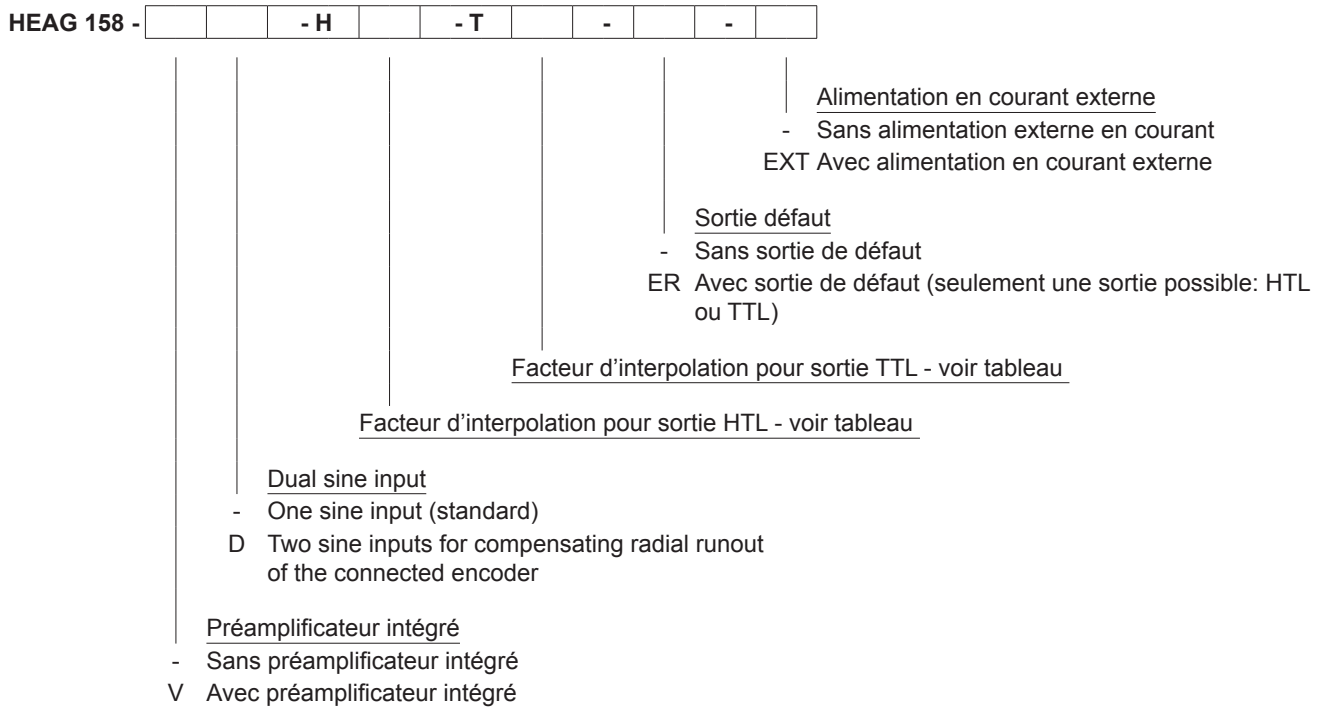 HEAG 158 - - H - T - -
Alimentation en courant externe
- Sans alimentation externe en courant
EXT Avec alimentation en courant externe
Sortie défaut
- Sans sortie de défaut
ER Avec sortie de défaut (seulement une sortie possible: HTL
ou TTL)
Facteur d’interpolation pour sortie TTL - voir tableau
Facteur d’interpolation pour sortie HTL - voir tableau
Dual sine input
- One sine input (standard)
D Two sine inputs for compensating radial runout
of the connected encoder
Préamplificateur intégré
- Sans préamplificateur intégré
V Avec préamplificateur intégré